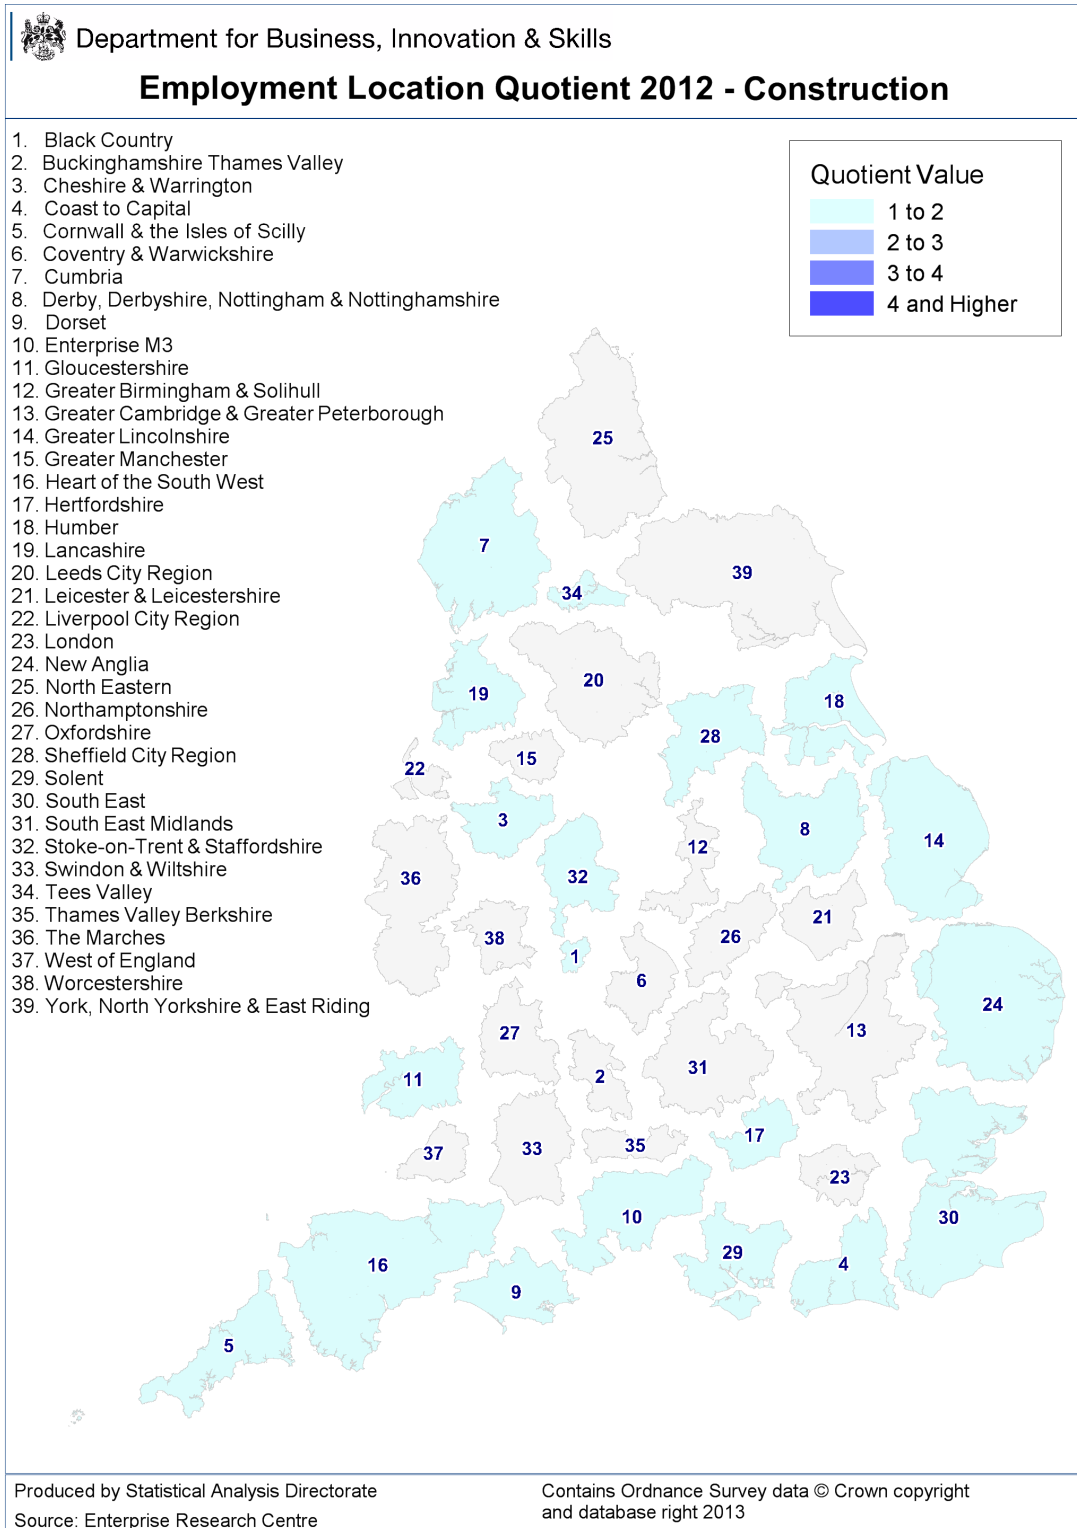 Department for Business, Innovation & Skills
Employment Location Quotient 2012 - Construction
1. Black Country
2. Buckinghamshire Thames Valley
3. Cheshire & Warrington
4. Coast to Capital
5. Cornwall & the Isles of Scilly
6. Coventry & Warwickshire
7. Cumbria
8. Derby, Derbyshire, Nottingham & Nottinghamshire
9. Dorset
10. Enterprise M3
11. Gloucestershire
12. Greater Birmingham & Solihull
13. Greater Cambridge & Greater Peterborough
14. Greater Lincolnshire
15. Greater Manchester
16. Heart of the South West
17. Hertfordshire
18. Humber
19. Lancashire
20. Leeds City Region
21. Leicester & Leicestershire
22. Liverpool City Region
23. London
24. New Anglia
25. North Eastern
26. Northamptonshire
27. Oxfordshire
28. Sheffield City Region
29. Solent
30. South East
31. South East Midlands
32. Stoke-on-Trent & Staffordshire
33. Swindon & Wiltshire
34. Tees Valley
35. Thames Valley Berkshire
36. The Marches
37. West of England
38. Worcestershire
39. York, North Yorkshire & East Riding
Quotient Value
1 to 2
2 to 3
3 to 4
4 and Higher
25
7
39
34
20
19
18
28
15
22
3
8
14
12
32
36
21
26
38
1
6
24
13
27
31
2
11
17
35
33
37
23
10
30
29
4
16
9
5
Produced by Statistical Analysis Directorate
Source: Enterprise Research Centre
Contains Ordnance Survey data © Crown copyright
and database right 2013